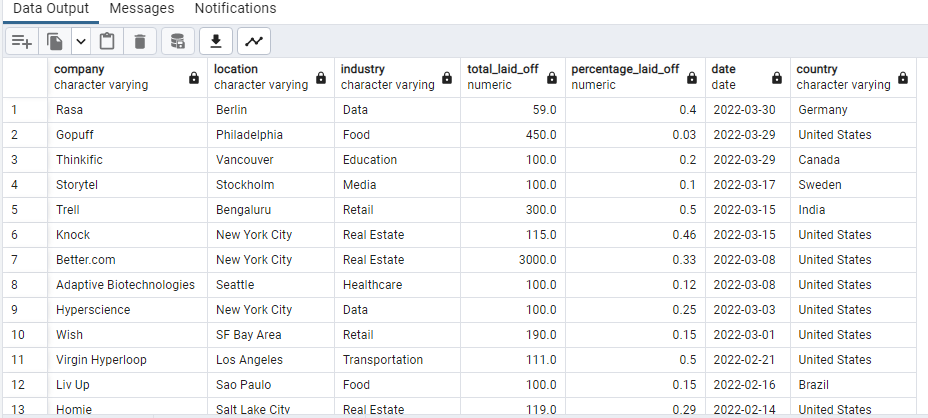 Data Output Messages Notifications
company location industry total_laid_off percentage_laid_off date country
character varying character varying character varying numeric numeric date character varying
1 Rasa Berlin Data 59.0 0.4 2022-03-30 Germany
2 Gopuff Philadelphia Food 450.0 0.03 2022-03-29 United States
3 Thinkific Vancouver Education 100.0 0.2 2022-03-29 Canada
4 Storytel Stockholm Media 100.0 0.1 2022-03-17 Sweden
5 Trell Bengaluru Retail 300.0 0.5 2022-03-15 India
6 Knock New York City Real Estate 115.0 0.46 2022-03-15 United States
7 Better.com New York City Real Estate 3000.0 0.33 2022-03-08 United States
8 Adaptive Biotechnologies Seattle Healthcare 100.0 0.12 2022-03-08 United States
9 Hyperscience New York City Data 100.0 0.25 2022-03-03 United States
10 Wish SF Bay Area Retail 190.0 0.15 2022-03-01 United States
11 Virgin Hyperloop Los Angeles Transportation 111.0 0.5 2022-02-21 United States
12 Liv Up Sao Paulo Food 100.0 0.15 2022-02-16 Brazil
13 Homie Salt Lake City Real Estate 119.0 0.29 2022-02-14 United States